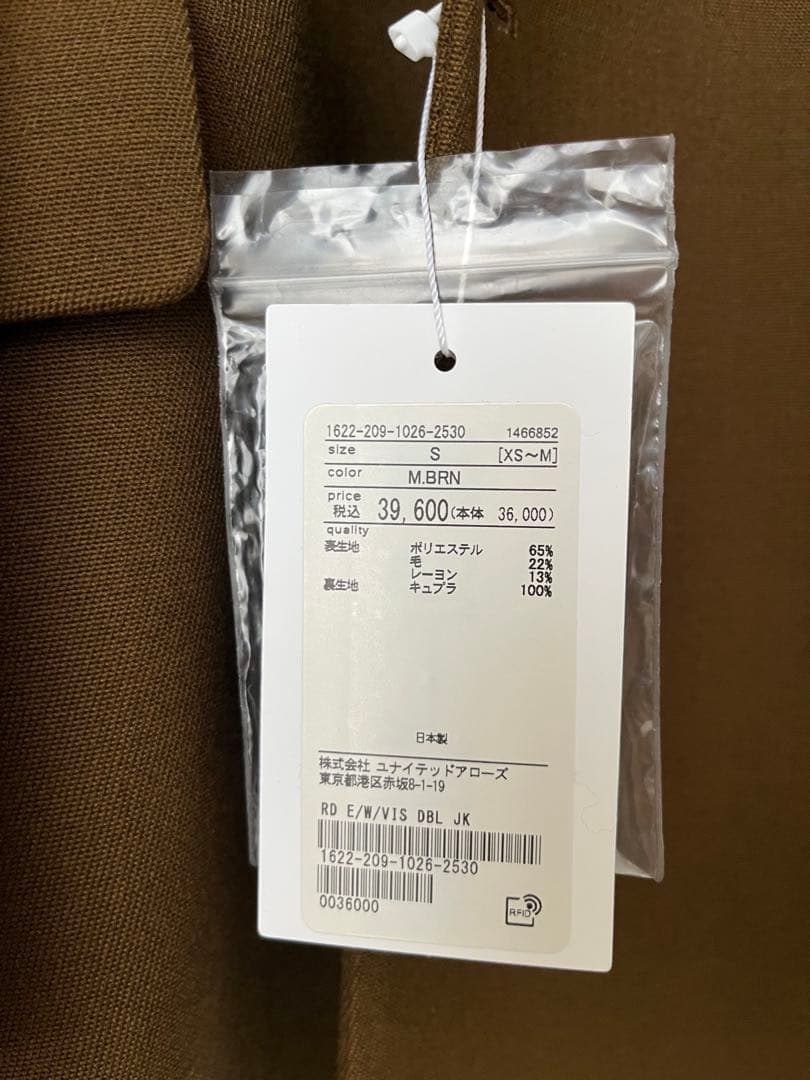 1622-209-1026-2530 1466852
size S [XS～M]
color M.BRN
price
税込 39,600(本体 36,000)
quality
表生地 ポリエステル 65%
毛 22%
レーヨン 13%
裏生地 キュプラ 100%
日本製
株式会社 ユナイテッドアローズ
東京都港区赤坂8-1-19
RD E/W/VIS DBL JK
1622-209-1026-2530
0036000
RFID